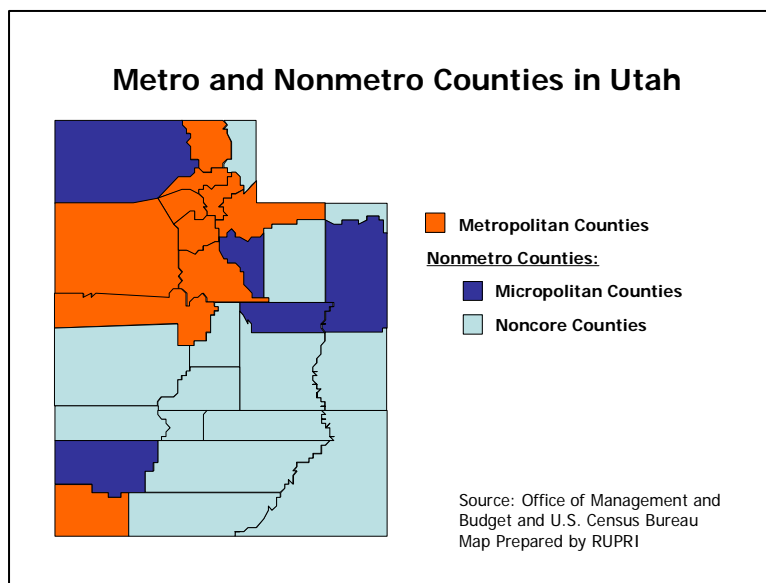 Metro and Nonmetro Counties in Utah
Metropolitan Counties
Nonmetro Counties:
Micropolitan Counties
Noncore Counties
Source: Office of Management and
Budget and U.S. Census Bureau
Map Prepared by RUPRI